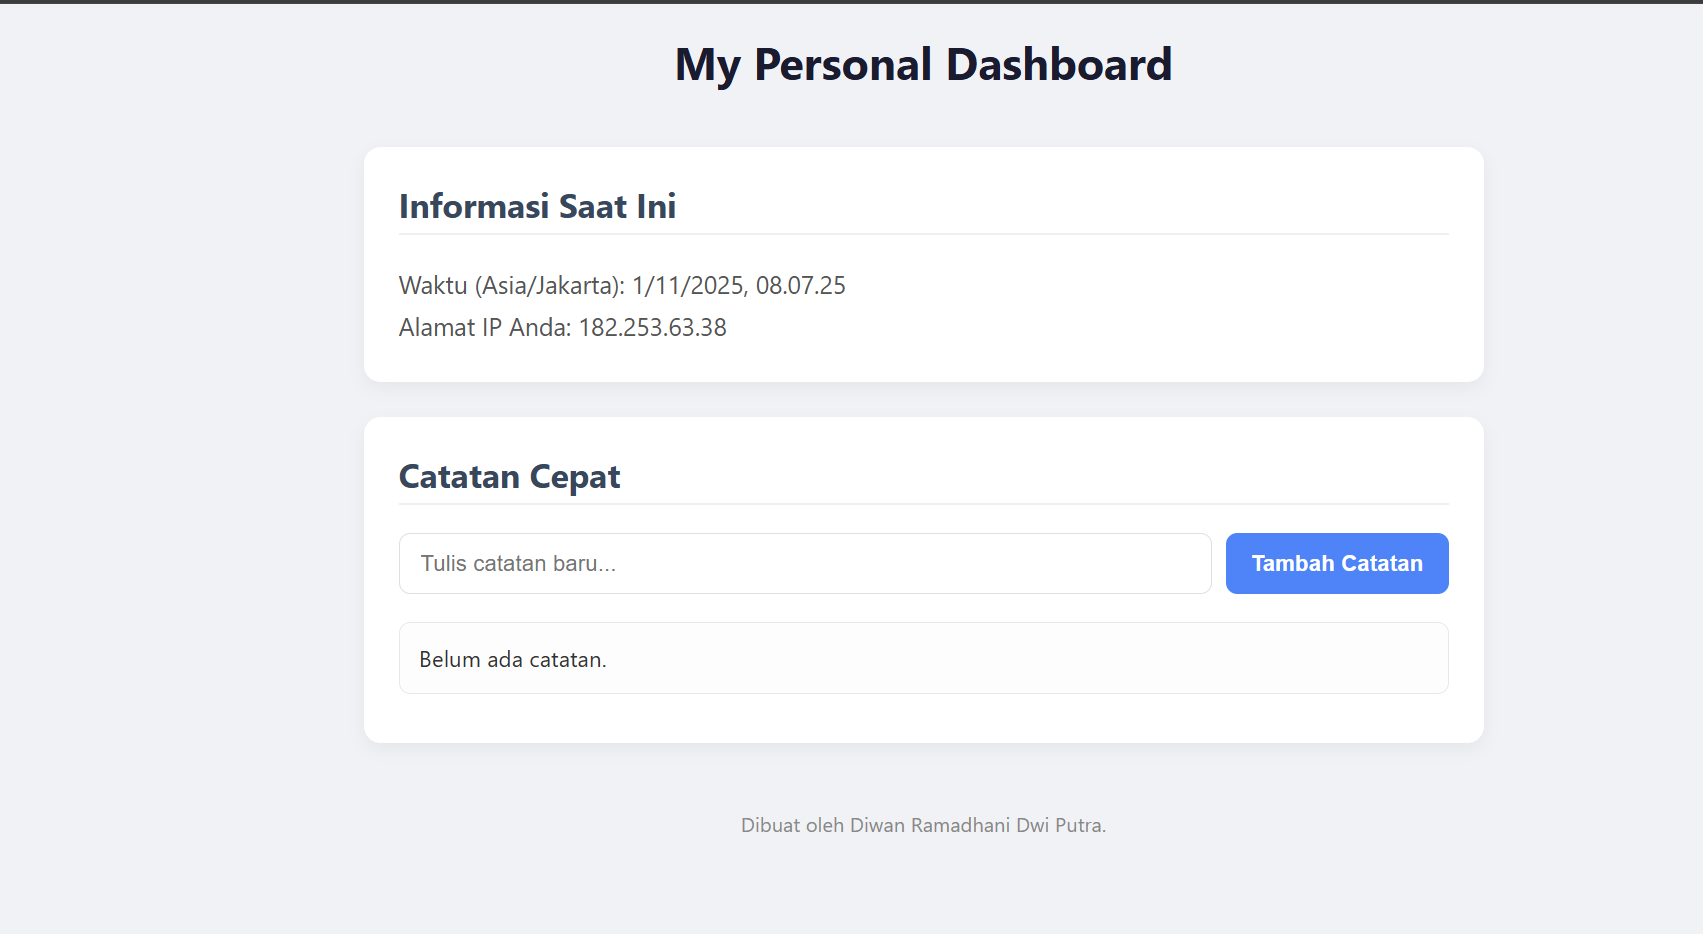 My Personal Dashboard
Informasi Saat Ini
Waktu (Asia/Jakarta): 1/11/2025, 08.07.25
Alamat IP Anda: 182.253.63.38
Catatan Cepat
Tulis catatan baru...
Tambah Catatan
Belum ada catatan.
Dibuat oleh Diwan Ramadhani Dwi Putra.